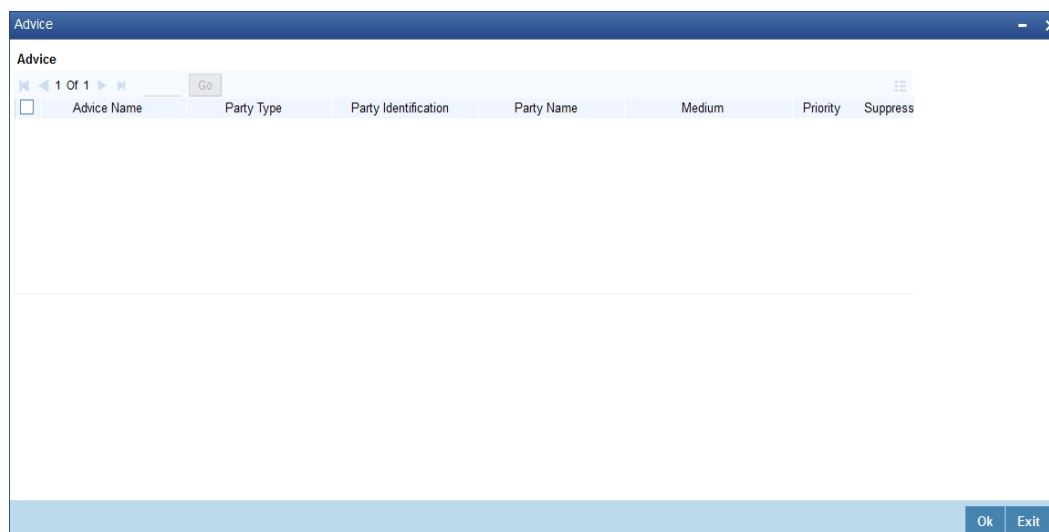 Advice
Advice
1 Of 1 Go
Advice Name Party Type Party Identification Party Name Medium Priority Suppress
Ok Exit